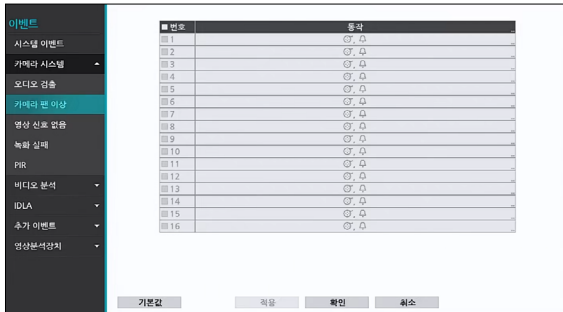 이벤트
시스템 이벤트
카메라 시스템
오디오 검출
카메라 팬 이상
영상 신호 없음
녹화 실패
PIR
비디오 분석
IDLA
추가 이벤트
영상분석장치
번호 동작
1
2
3
4
5
6
7
8
9
10
11
12
13
14
15
16
기본값 적용 확인 취소